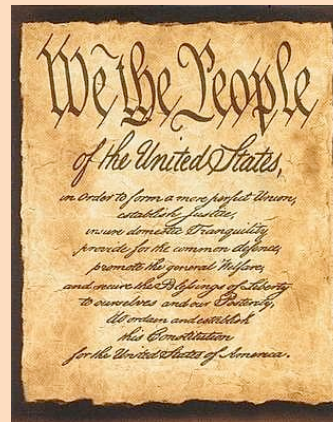 We the People
of the United States,
in Order to form a more perfect Union,
establish Justice,
insure domestic Tranquility
provide for the common defence,
promote the general Welfare,
and secure the Blessings of Liberty
to ourselves and our Posterity,
do ordain and establish
this Constitution
for the United States of America.